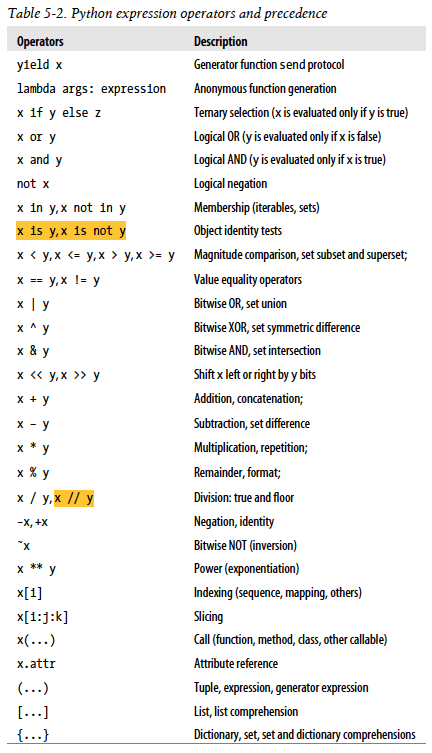 Table 5-2. Python expression operators and precedence
Operators Description
yield x Generator function send protocol
lambda args: expression Anonymous function generation
x if y else z Ternary selection (x is evaluated only if y is true)
x or y Logical OR (y is evaluated only if x is false)
x and y Logical AND (y is evaluated only if x is true)
not x Logical negation
x in y, x not in y Membership (iterables, sets)
x is y, x is not y Object identity tests
x < y, x <= y, x > y, x >= y Magnitude comparison, set subset and superset;
x == y, x != y Value equality operators
x | y Bitwise OR, set union
x ^ y Bitwise XOR, set symmetric difference
x & y Bitwise AND, set intersection
x << y, x >> y Shift x left or right by y bits
x + y Addition, concatenation;
x – y Subtraction, set difference
x * y Multiplication, repetition;
x % y Remainder, format;
x / y, x // y Division: true and floor
−x, +x Negation, identity
˜x Bitwise NOT (inversion)
x ** y Power (exponentiation)
x[i] Indexing (sequence, mapping, others)
x[i:j:k] Slicing
x(...) Call (function, method, class, other callable)
x.attr Attribute reference
(...) Tuple, expression, generator expression
[...] List, list comprehension
{...} Dictionary, set, set and dictionary comprehensions